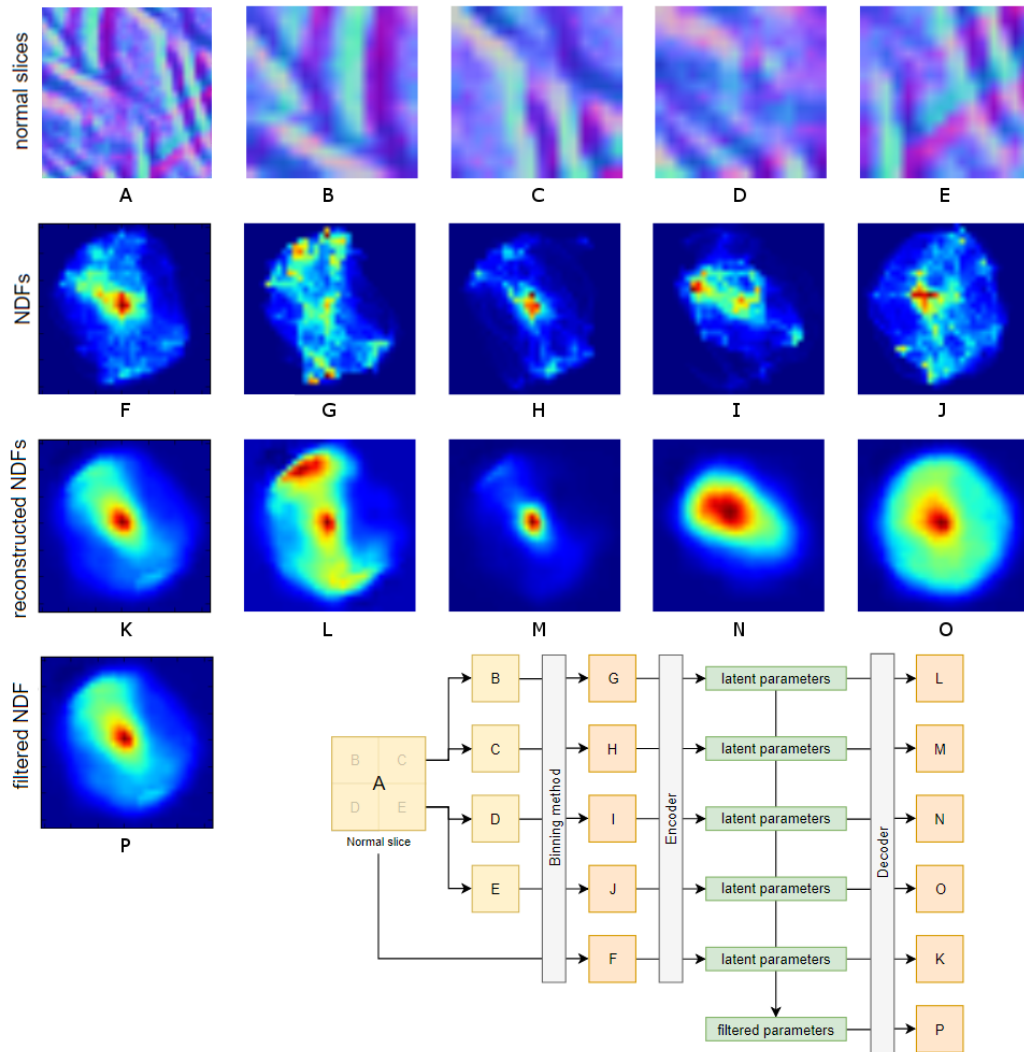 normal slices
A B C D E
NDFs
F G H I J
reconstructed NDFs
K L M N O
filtered NDF
P
B G latent parameters L
B C
A
D E
Normal slice
C H latent parameters M
Binning method
Encoder
Decoder
D I latent parameters N
E J latent parameters O
F latent parameters K
filtered parameters P